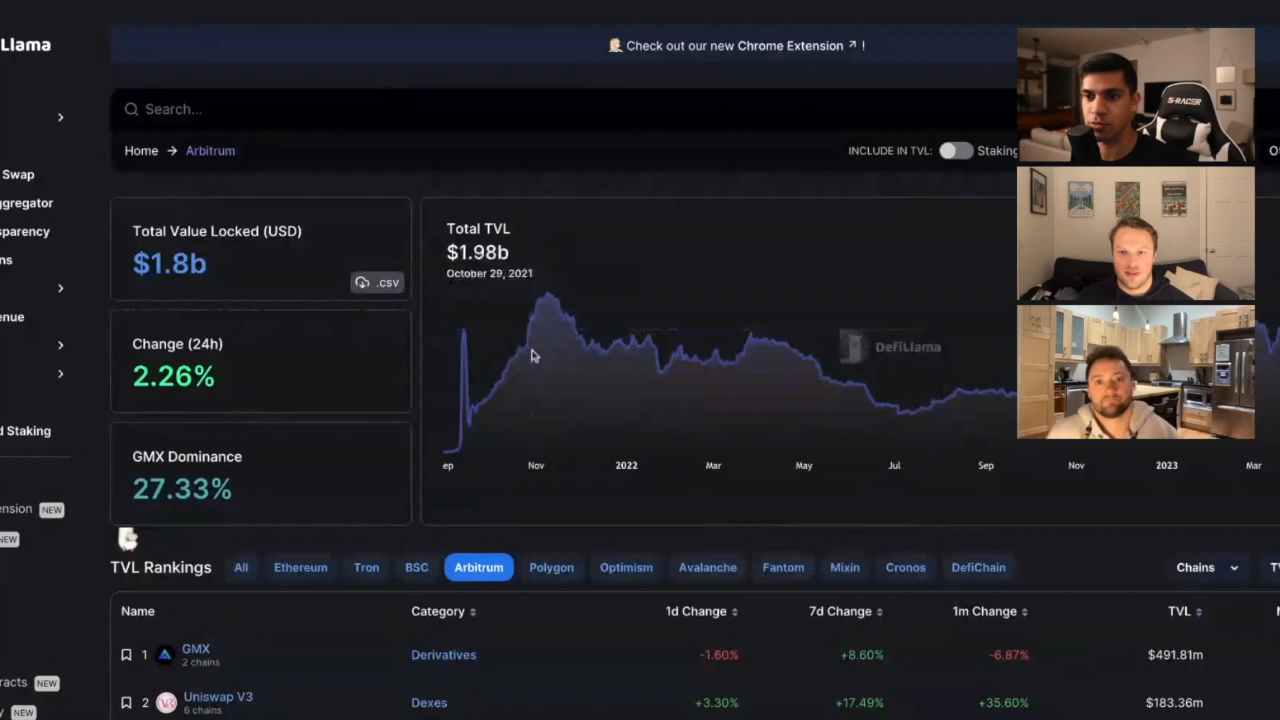 Llama
Check out our new Chrome Extension ↗ !
Search...
Home → Arbitrum
INCLUDE IN TVL: Staking
Swap
Total Value Locked (USD)
$1.8b
.csv
Total TVL
$1.98b
October 29, 2021
Change (24h)
2.26%
DefiLlama
d Staking
GMX Dominance
27.33%
ep Nov 2022 Mar May Jul Sep Nov 2023 Mar
ension NEW
NEW
TVL Rankings All Ethereum Tron BSC Arbitrum Polygon Optimism Avalanche Fantom Mixin Cronos DefiChain Chains
Name Category 1d Change 7d Change 1m Change TVL
1 GMX Derivatives -1.60% +8.60% -6.87% $491.81m
2 chains
racts NEW
2 Uniswap V3 Dexes +3.30% +17.49% +35.60% $183.36m
6 chains
NEW
S-RACER